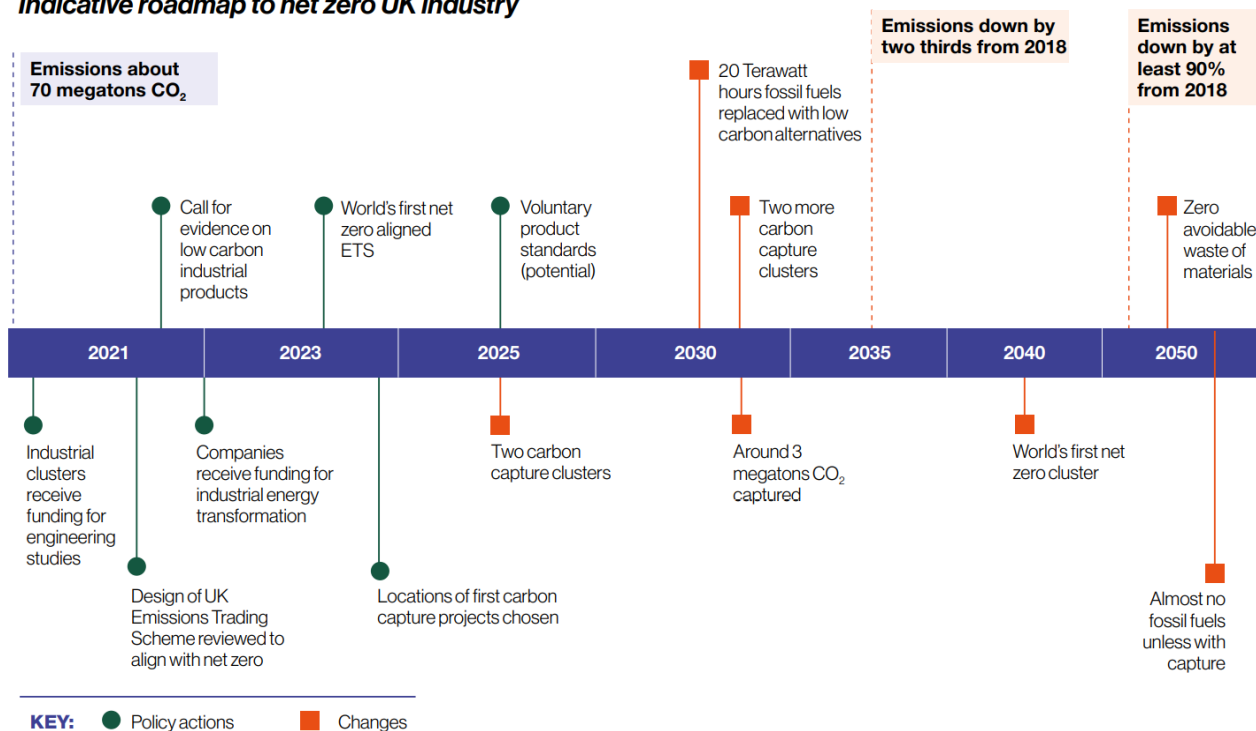 Indicative roadmap to net zero UK industry
Emissions about
70 megatons CO₂
Emissions down by
two thirds from 2018
Emissions
down by at
least 90%
from 2018
20 Terawatt
hours fossil fuels
replaced with low
carbon alternatives
Call for
evidence on
low carbon
industrial
products
World's first net
zero aligned
ETS
Voluntary
product
standards
(potential)
Two more
carbon
capture
clusters
Zero
avoidable
waste of
materials
2021
2023
2025
2030
2035
2040
2050
Industrial
clusters
receive
funding for
engineering
studies
Design of UK
Emissions Trading
Scheme reviewed to
align with net zero
Companies
receive funding for
industrial energy
transformation
Locations of first carbon
capture projects chosen
Two carbon
capture clusters
Around 3
megatons CO₂
captured
World's first net
zero cluster
Almost no
fossil fuels
unless with
capture
KEY:
Policy actions
Changes